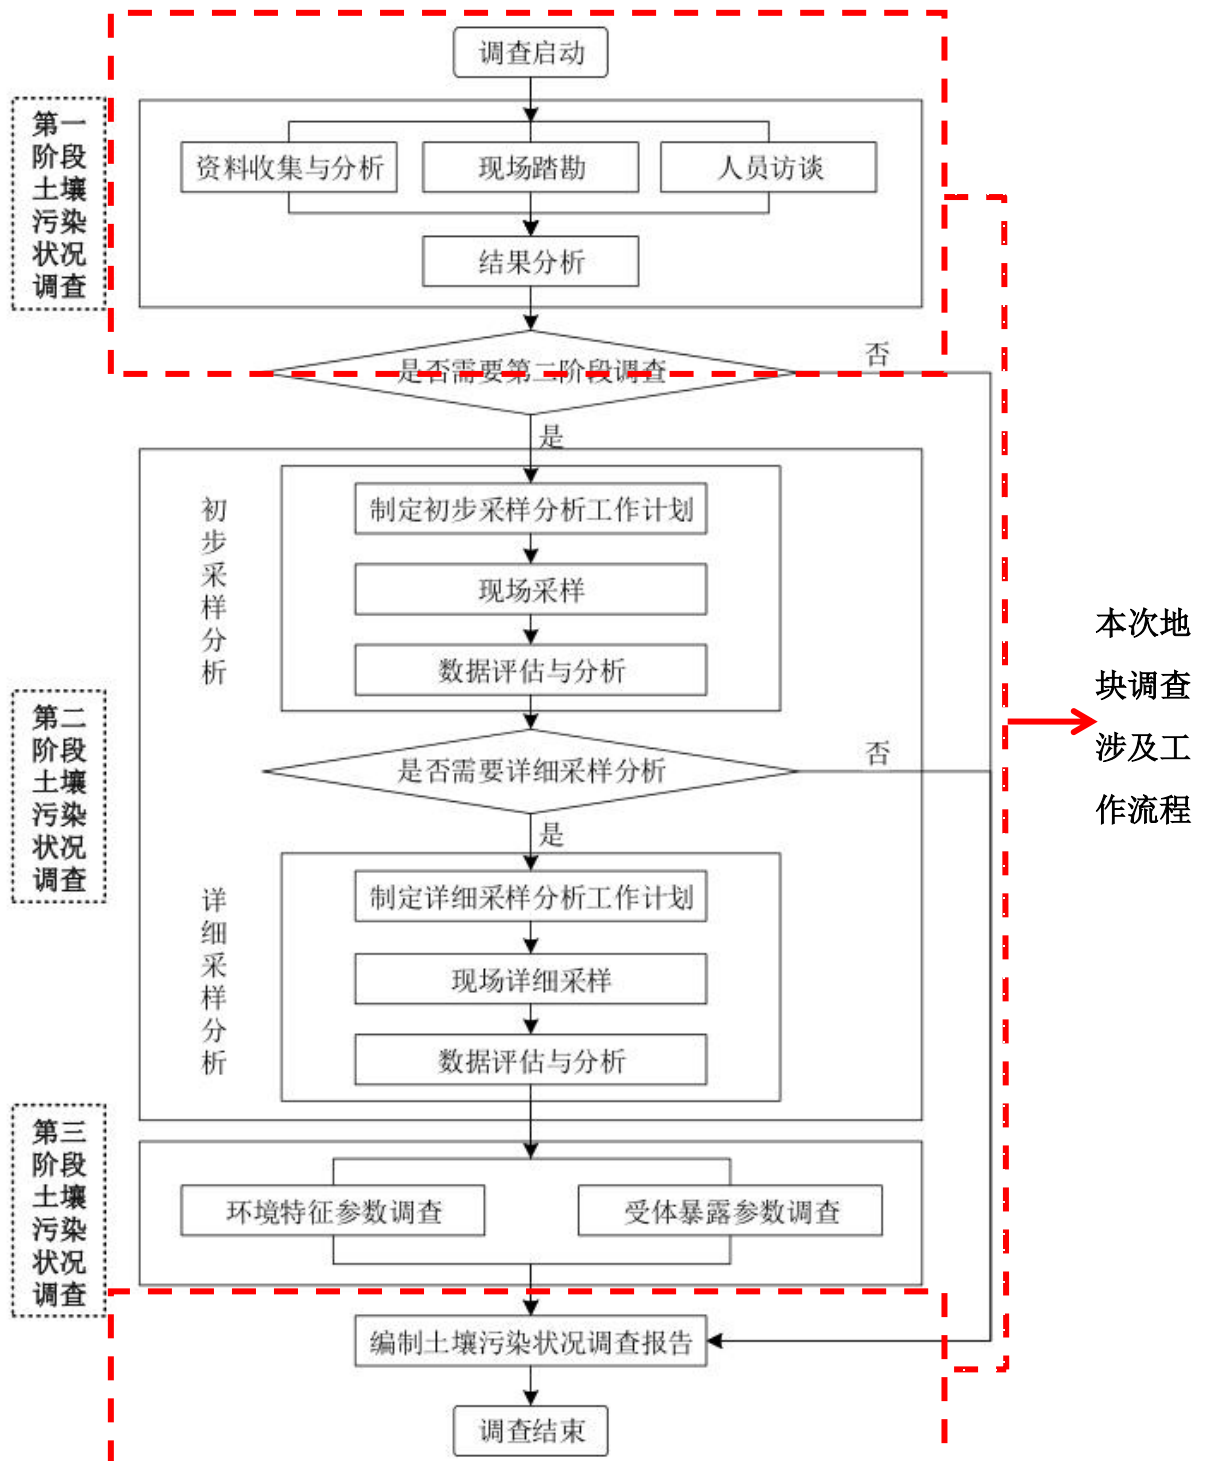 调查启动
第一
阶段
土壤
污染
状况
调查
资料收集与分析
现场踏勘
人员访谈
结果分析
是否需要第二阶段调查
否
是
初
步
采
样
分
析
制定初步采样分析工作计划
现场采样
数据评估与分析
第二
阶段
土壤
污染
状况
调查
是否需要详细采样分析
否
是
详
细
采
样
分
析
制定详细采样分析工作计划
现场详细采样
数据评估与分析
本次地
块调查
涉及工
作流程
第三
阶段
土壤
污染
状况
调查
环境特征参数调查
受体暴露参数调查
编制土壤污染状况调查报告
调查结束